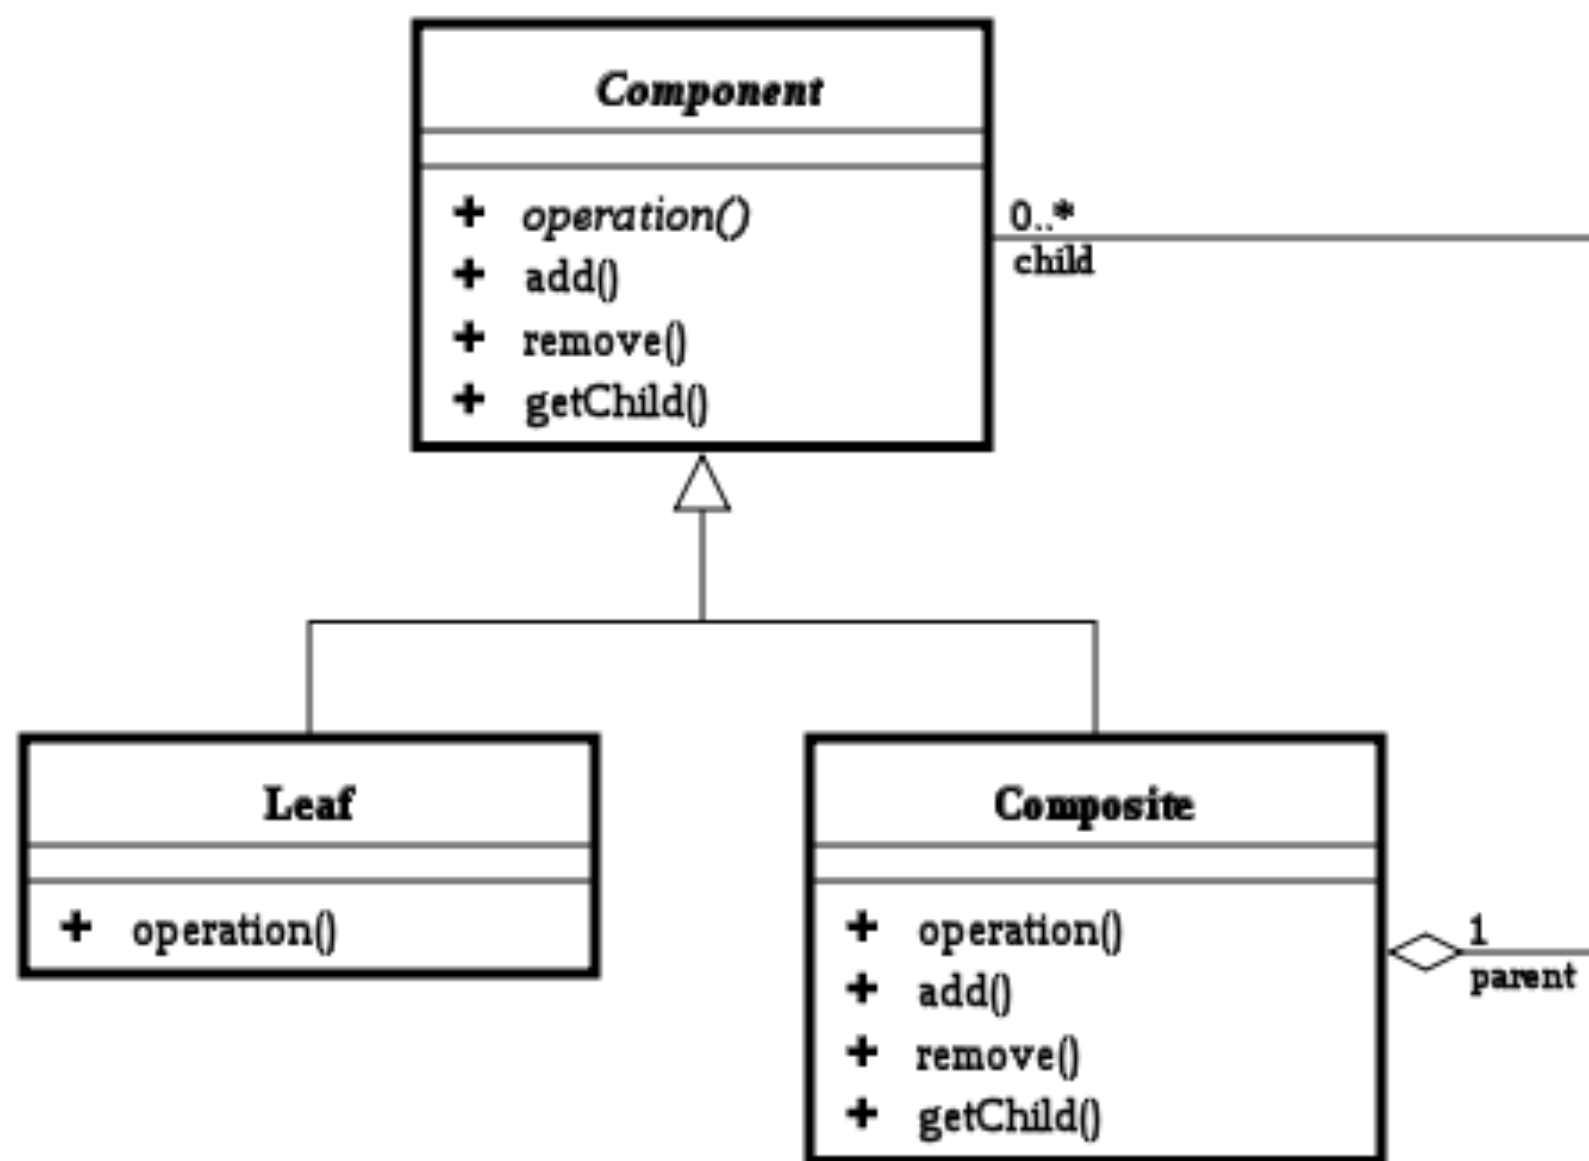 Component
+ operation()
+ add()
+ remove()
+ getChild()
0..*
child
Leaf
+ operation()
Composite
+ operation()
+ add()
+ remove()
+ getChild()
1
parent